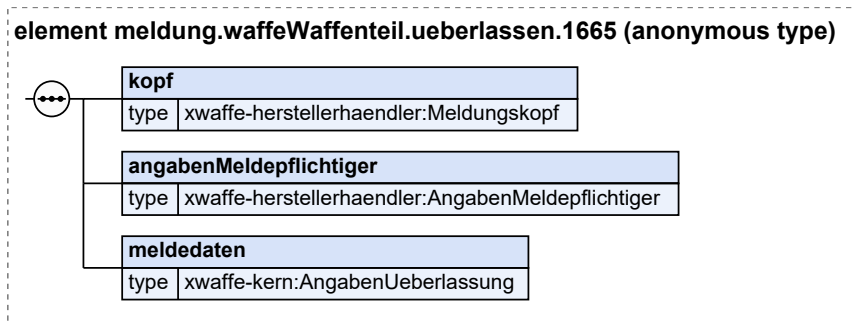 element meldung.waffeWaffenteil.ueberlassen.1665 (anonymous type)
kopf
type xwaffe-herstellerhaendler:Meldungskopf
angabenMeldepflichtiger
type xwaffe-herstellerhaendler:AngabenMeldepflichtiger
meldedaten
type xwaffe-kern:AngabenUeberlassung